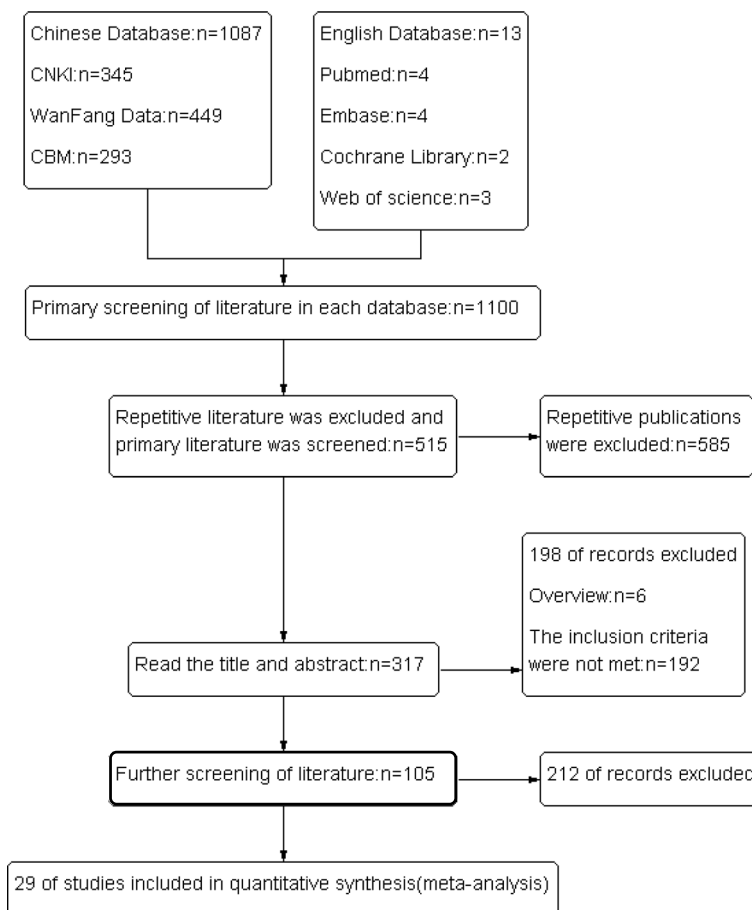 Chinese Database:n=1087
CNKI:n=345
WanFang Data:n=449
CBM:n=293
English Database:n=13
Pubmed:n=4
Embase:n=4
Cochrane Library:n=2
Web of science:n=3
Primary screening of literature in each database:n=1100
Repetitive literature was excluded and
primary literature was screened:n=515
Repetitive publications
were excluded:n=585
198 of records excluded
Overview:n=6
The inclusion criteria
were not met:n=192
Read the title and abstract:n=317
Further screening of literature:n=105
212 of records excluded
29 of studies included in quantitative synthesis(meta-analysis)